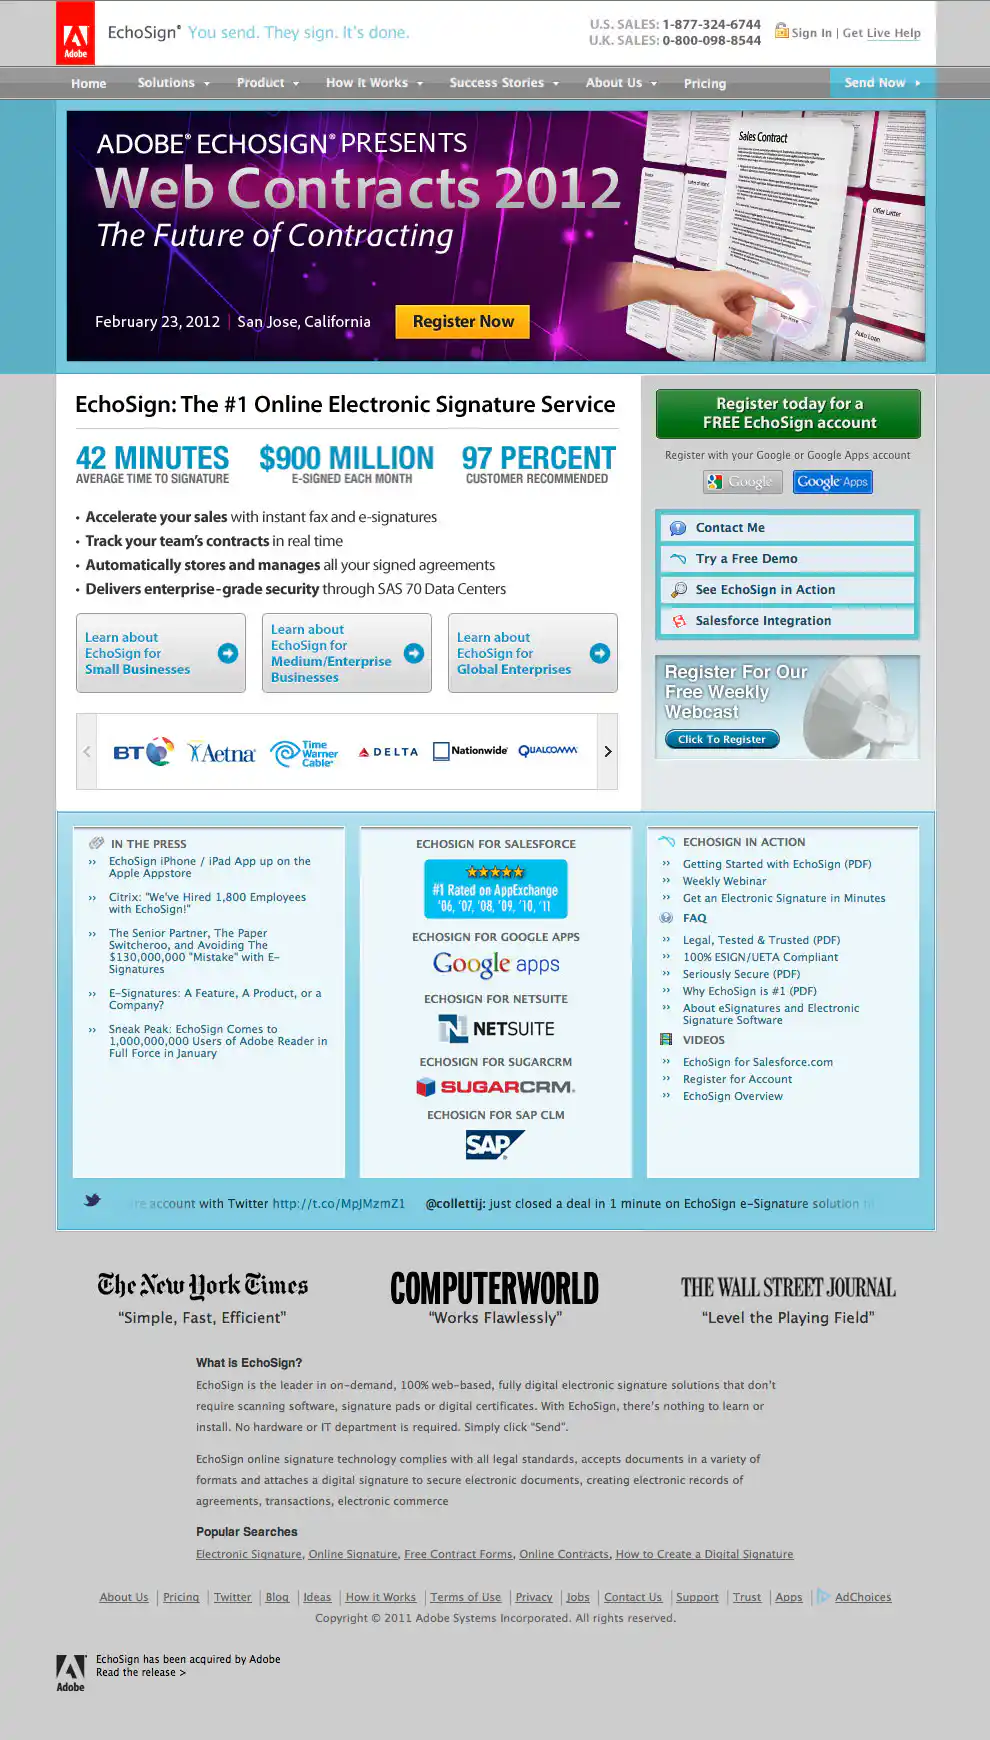 Adobe
EchoSign® You send. They sign. It's done.
U.S. SALES: 1-877-324-6744
U.K. SALES: 0-800-098-8544
Sign In | Get Live Help
Home Solutions Product How it Works Success Stories About Us Pricing Send Now
ADOBE® ECHOSIGN® PRESENTS
Web Contracts 2012
The Future of Contracting
February 23, 2012 | San Jose, California
Register Now
Sales Contract
Offer Letter
Auto Loan
EchoSign: The #1 Online Electronic Signature Service
42 MINUTES
AVERAGE TIME TO SIGNATURE
$900 MILLION
E-SIGNED EACH MONTH
97 PERCENT
CUSTOMER RECOMMENDED
• Accelerate your sales with instant fax and e-signatures
• Track your team's contracts in real time
• Automatically stores and manages all your signed agreements
• Delivers enterprise-grade security through SAS 70 Data Centers
Learn about
EchoSign for
Small Businesses
Learn about
EchoSign for
Medium/Enterprise
Businesses
Learn about
EchoSign for
Global Enterprises
BT
Aetna
Time
Warner
Cable
DELTA
Nationwide
QUALCOMM
Register today for a
FREE EchoSign account
Register with your Google or Google Apps account
Google
Google Apps
Contact Me
Try a Free Demo
See EchoSign in Action
Salesforce Integration
Register For Our
Free Weekly
Webcast
Click To Register
IN THE PRESS
›› EchoSign iPhone / iPad App up on the
Apple Appstore
›› Citrix: "We've Hired 1,800 Employees
with EchoSign!"
›› The Senior Partner, The Paper
Switcheroo, and Avoiding The
$130,000,000 "Mistake" with E-
Signatures
›› E-Signatures: A Feature, A Product, or a
Company?
›› Sneak Peak: EchoSign Comes to
1,000,000,000 Users of Adobe Reader in
Full Force in January
ECHOSIGN FOR SALESFORCE
#1 Rated on AppExchange
'06, '07, '08, '09, '10, '11
ECHOSIGN FOR GOOGLE APPS
Google apps
ECHOSIGN FOR NETSUITE
NETSUITE
ECHOSIGN FOR SUGARCRM
SUGARCRM.
ECHOSIGN FOR SAP CLM
SAP
ECHOSIGN IN ACTION
›› Getting Started with EchoSign (PDF)
›› Weekly Webinar
›› Get an Electronic Signature in Minutes
FAQ
›› Legal, Tested & Trusted (PDF)
›› 100% ESIGN/UETA Compliant
›› Seriously Secure (PDF)
›› Why EchoSign is #1 (PDF)
›› About eSignatures and Electronic
Signature Software
VIDEOS
›› EchoSign for Salesforce.com
›› Register for Account
›› EchoSign Overview
account with Twitter http://t.co/MpJMzmZ1 @collettij: just closed a deal in 1 minute on EchoSign e-Signature solution
The New York Times
"Simple, Fast, Efficient"
COMPUTERWORLD
"Works Flawlessly"
THE WALL STREET JOURNAL
"Level the Playing Field"
What is EchoSign?
EchoSign is the leader in on-demand, 100% web-based, fully digital electronic signature solutions that don't
require scanning software, signature pads or digital certificates. With EchoSign, there's nothing to learn or
install. No hardware or IT department is required. Simply click "Send".
EchoSign online signature technology complies with all legal standards, accepts documents in a variety of
formats and attaches a digital signature to secure electronic documents, creating electronic records of
agreements, transactions, electronic commerce
Popular Searches
Electronic Signature, Online Signature, Free Contract Forms, Online Contracts, How to Create a Digital Signature
About Us | Pricing | Twitter | Blog | Ideas | How it Works | Terms of Use | Privacy | Jobs | Contact Us | Support | Trust | Apps | AdChoices
Copyright © 2011 Adobe Systems Incorporated. All rights reserved.
Adobe
EchoSign has been acquired by Adobe
Read the release >